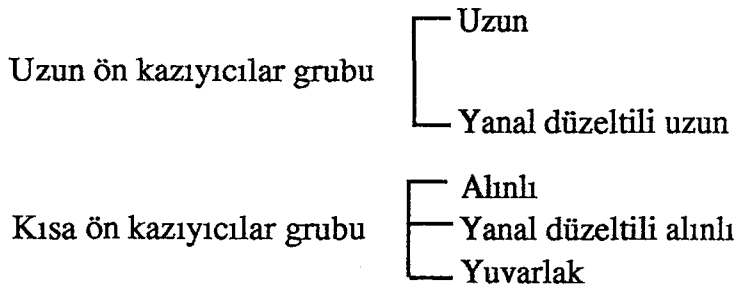 Uzun
Uzun ön kazıyıcılar grubu
Yanal düzeltili uzun
Alınlı
Kısa ön kazıyıcılar grubu
Yanal düzeltili alınlı
Yuvarlak